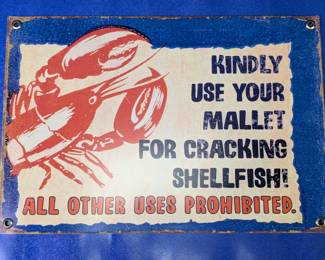 KINDLY
USE YOUR
MALLET
FOR CRACKING
SHELLFISH!
ALL OTHER USES PROHIBITED.